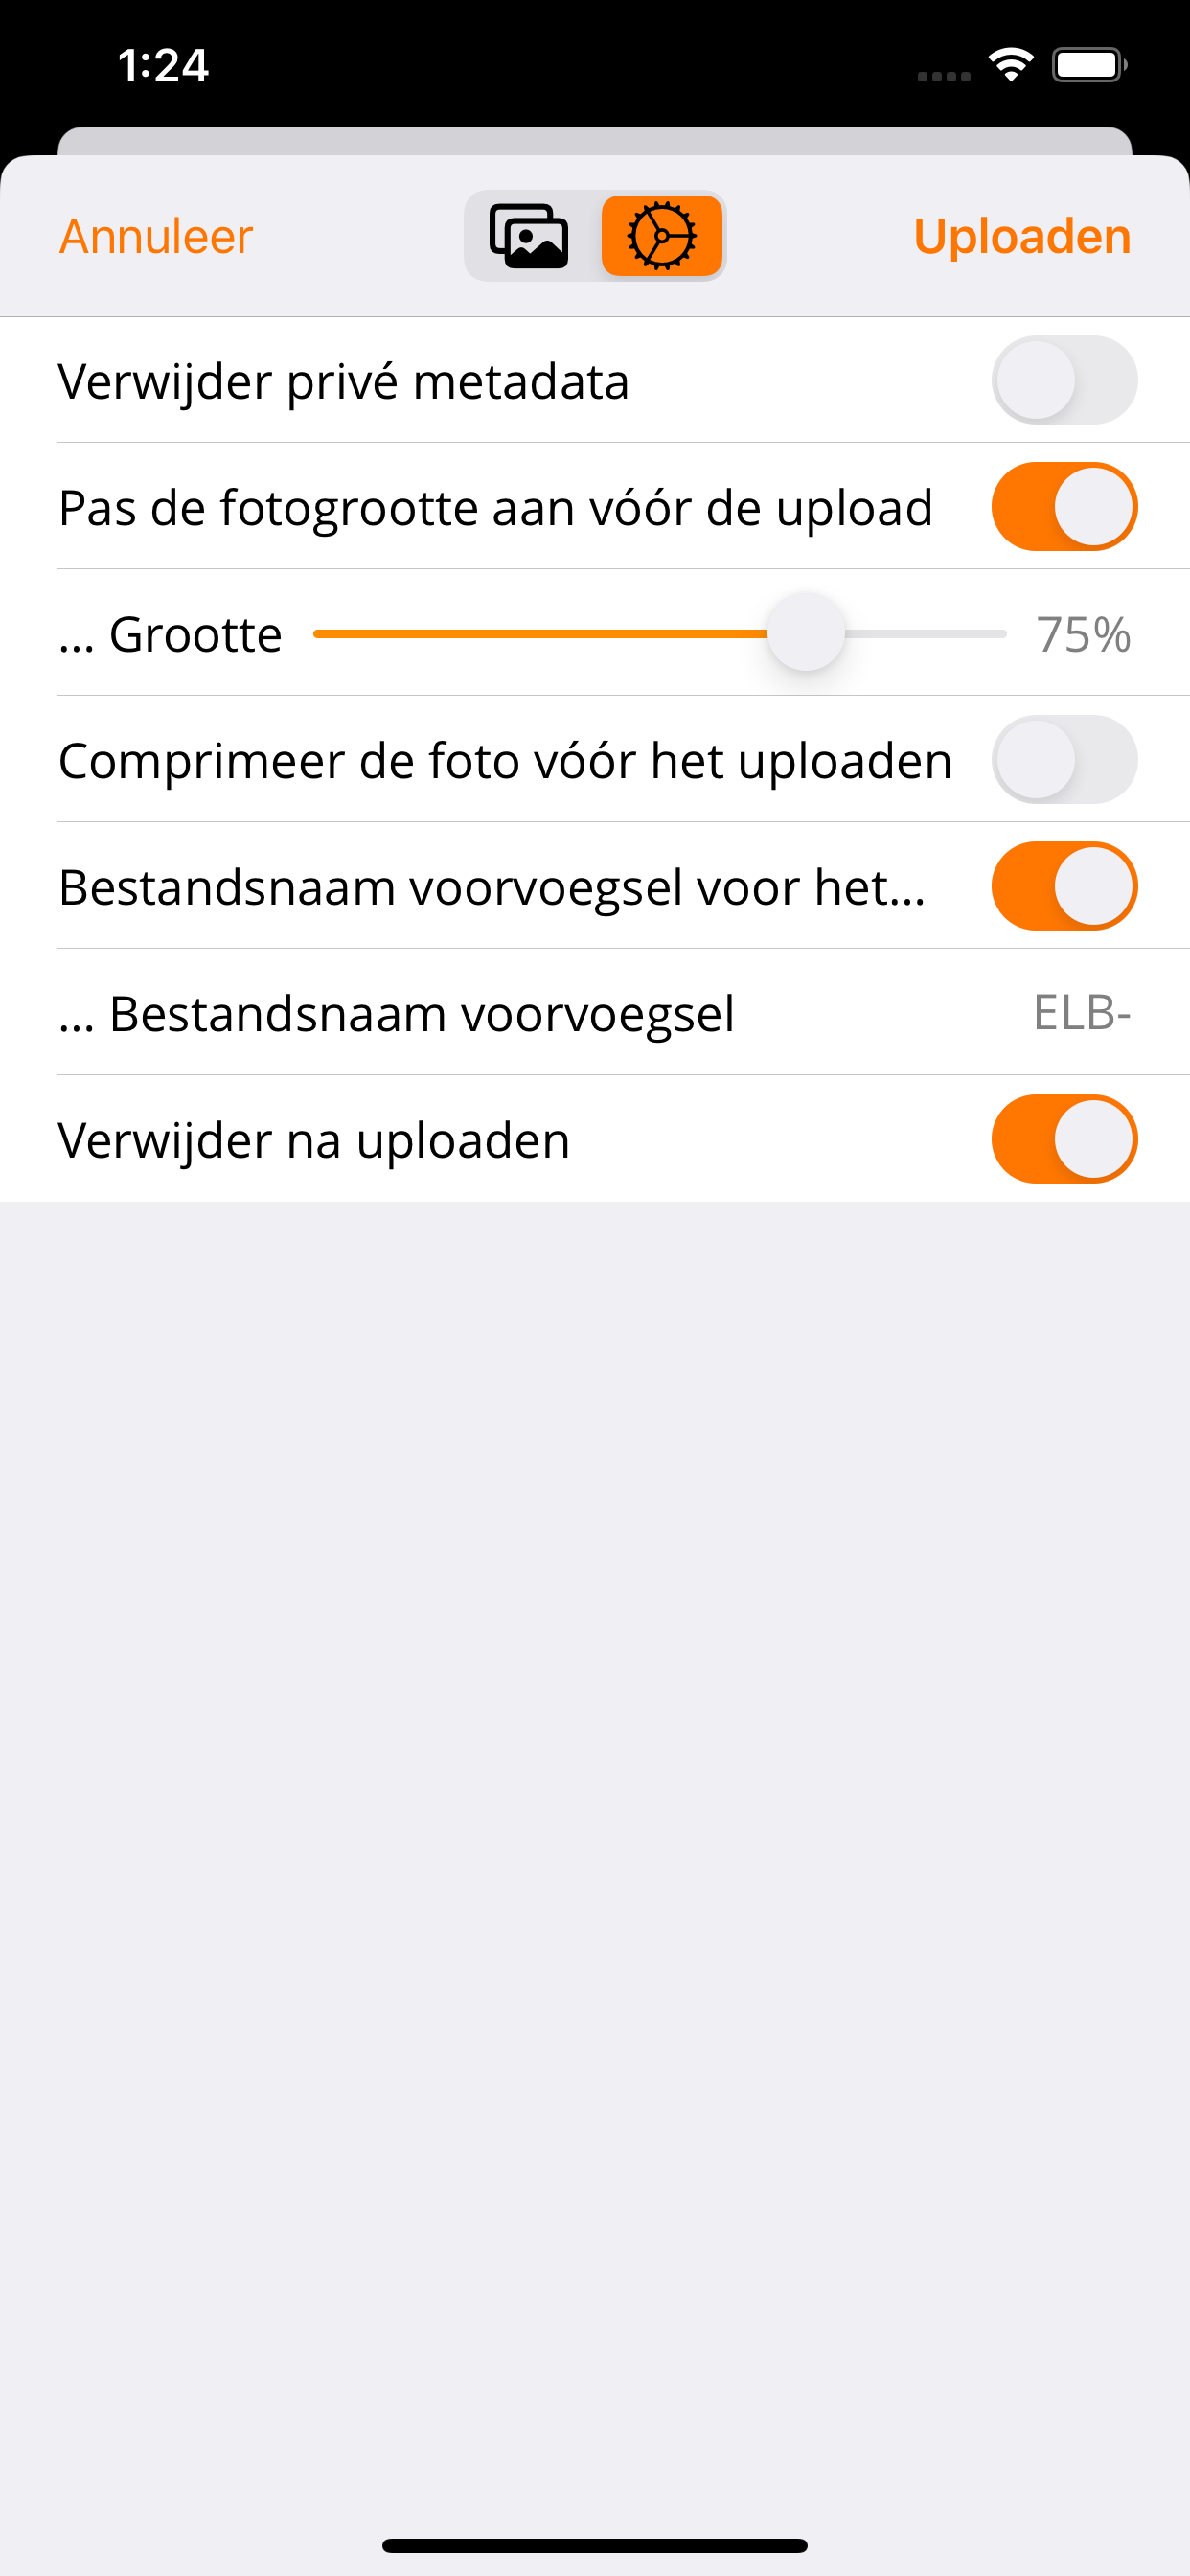 1:24
Annuleer
Uploaden
Verwijder privé metadata
Pas de fotogrootte aan vóór de upload
... Grootte 75%
Comprimeer de foto vóór het uploaden
Bestandsnaam voorvoegsel voor het...
... Bestandsnaam voorvoegsel ELB-
Verwijder na uploaden